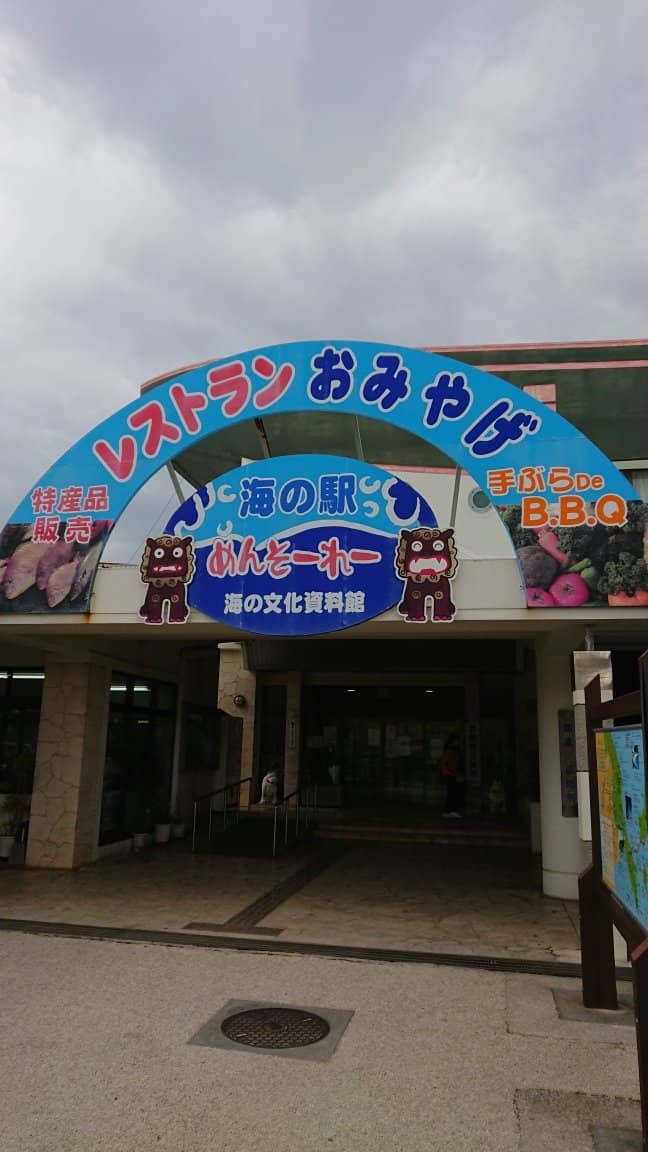 レストラン おみやげ
特産品
販売
手ぶらDe
B.B.Q
海の駅
めんそーれー
海の文化資料館